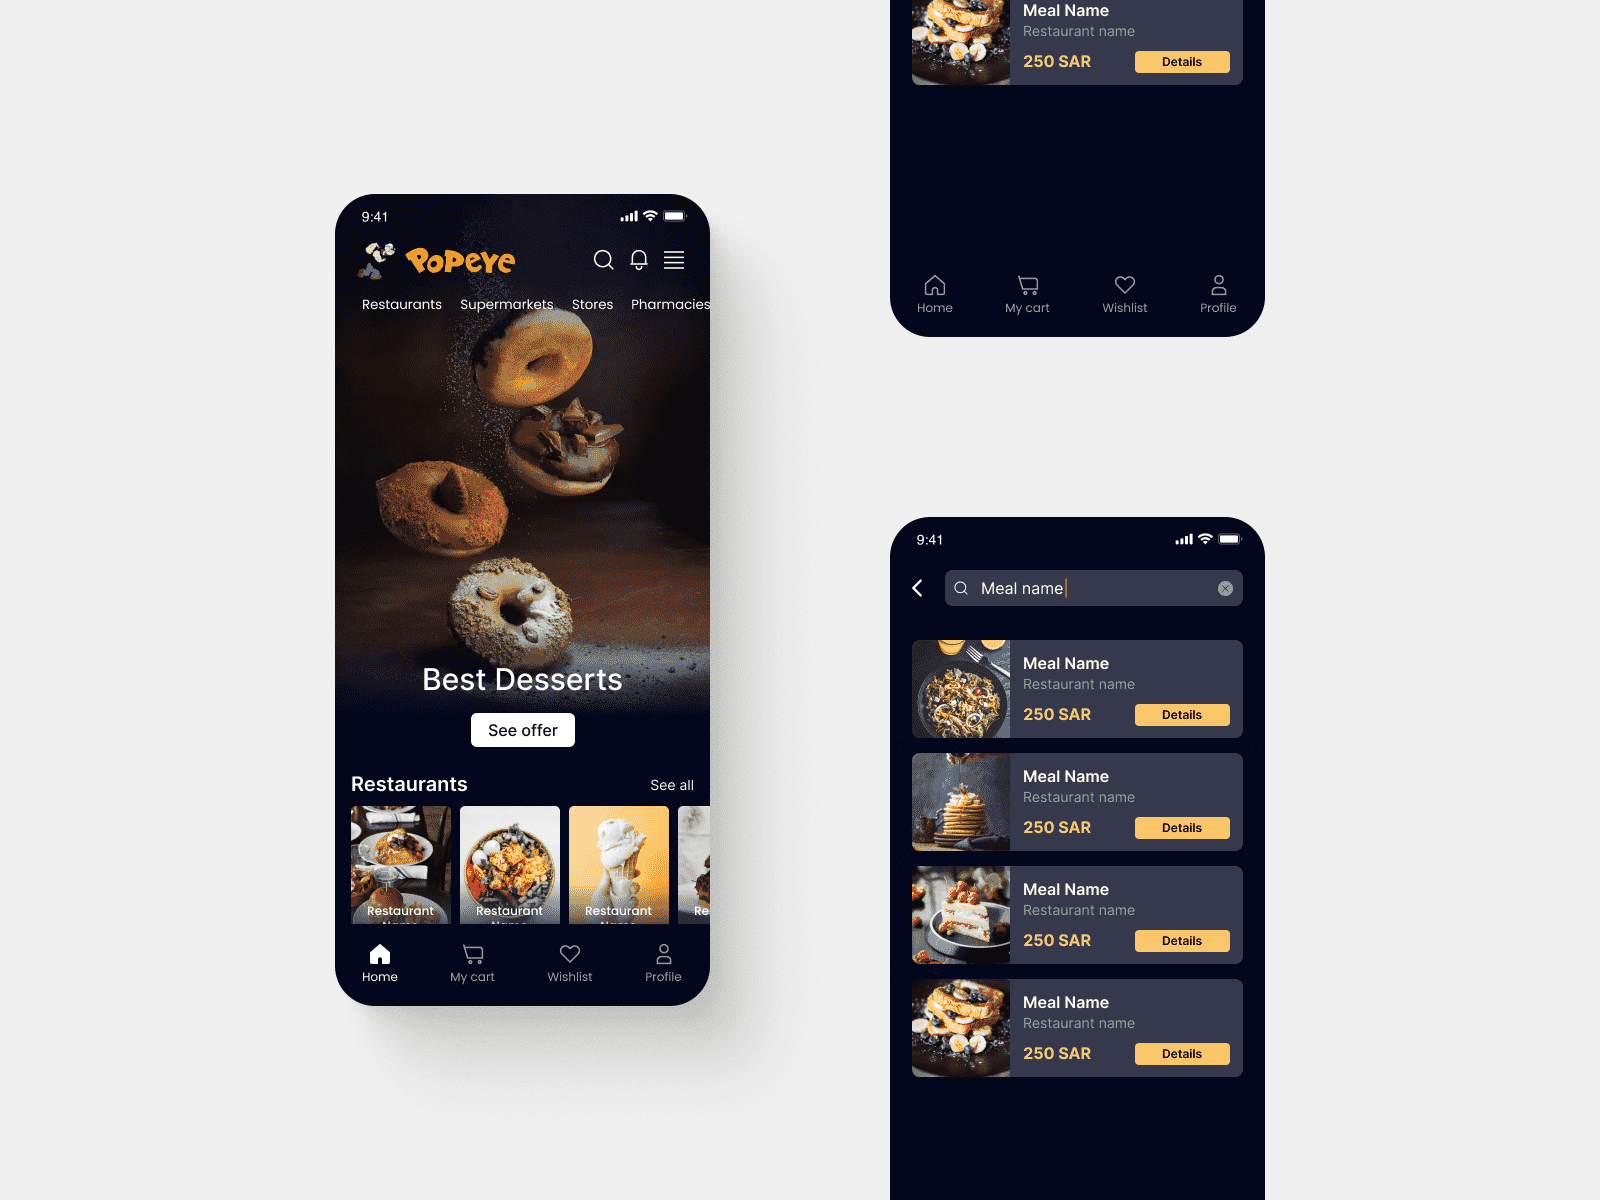 9:41
POPEYE
Restaurants Supermarkets Stores Pharmacies
Best Desserts
See offer
Restaurants See all
Restaurant Restaurant Restaurant Re
Name Name
Home My cart Wishlist Profile
Meal Name
Restaurant name
250 SAR Details
Home My cart Wishlist Profile
9:41
Meal name
Meal Name
Restaurant name
250 SAR Details
Meal Name
Restaurant name
250 SAR Details
Meal Name
Restaurant name
250 SAR Details
Meal Name
Restaurant name
250 SAR Details